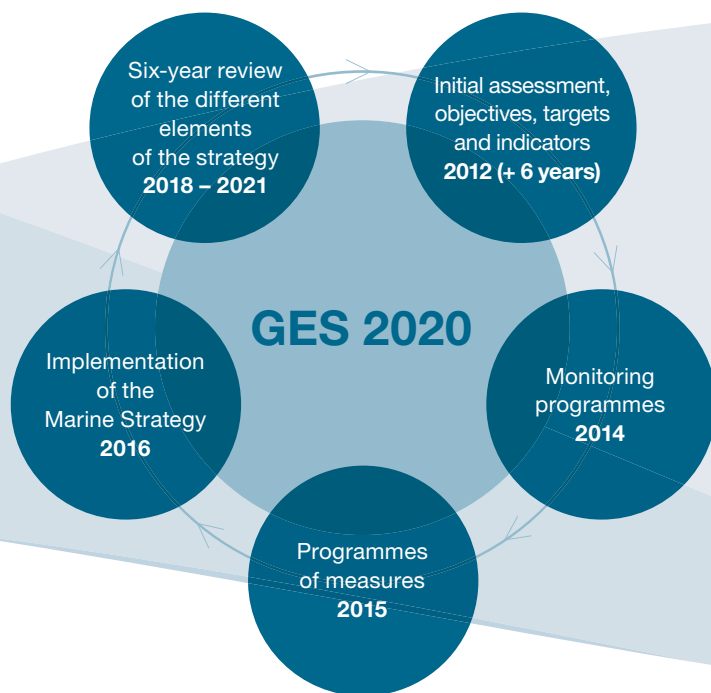 Six-year review
of the different
elements
of the strategy
2018 – 2021
Initial assessment,
objectives, targets
and indicators
2012 (+ 6 years)
GES 2020
Implementation
of the
Marine Strategy
2016
Monitoring
programmes
2014
Programmes
of measures
2015